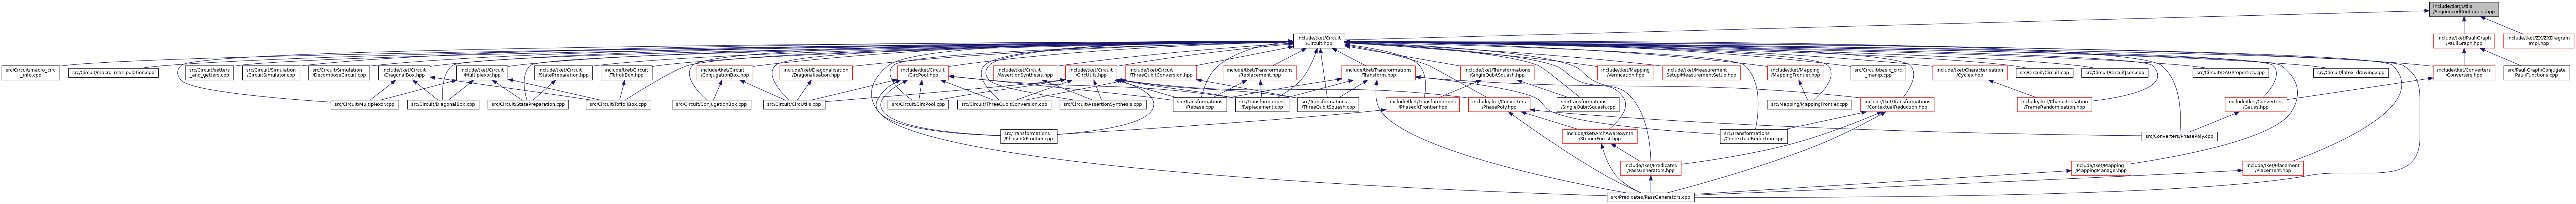 include/tket/Utils
/SequencedContainers.hpp
include/tket/Circuit
/Circuit.hpp
include/tket/PauliGraph
/PauliGraph.hpp
include/tket/ZX/ZXDiagram
Impl.hpp
src/Circuit/macro_circ
_info.cpp
src/Circuit/macro_manipulation.cpp
src/Circuit/setters
_and_getters.cpp
src/Circuit/Simulation
/CircuitSimulator.cpp
src/Circuit/Simulation
/DecomposeCircuit.cpp
include/tket/Circuit
/DiagonalBox.hpp
include/tket/Circuit
/Multiplexor.hpp
include/tket/Circuit
/StatePreparation.hpp
include/tket/Circuit
/ToffoliBox.hpp
include/tket/Circuit
/ConjugationBox.hpp
include/tket/Diagonalisation
/Diagonalisation.hpp
include/tket/Circuit
/CircPool.hpp
include/tket/Circuit
/AssertionSynthesis.hpp
include/tket/Circuit
/CircUtils.hpp
include/tket/Circuit
/ThreeQubitConversion.hpp
include/tket/Transformations
/Replacement.hpp
include/tket/Transformations
/Transform.hpp
include/tket/Transformations
/SingleQubitSquash.hpp
include/tket/Mapping
/Verification.hpp
include/tket/Measurement
Setup/MeasurementSetup.hpp
include/tket/Mapping
/MappingFrontier.hpp
src/Circuit/basic_circ
_manip.cpp
include/tket/Characterisation
/Cycles.hpp
src/Circuit/Circuit.cpp
src/Circuit/CircuitJson.cpp
src/Circuit/DAGProperties.cpp
src/Circuit/latex_drawing.cpp
include/tket/Converters
/Converters.hpp
src/PauliGraph/Conjugate
PauliFunctions.cpp
src/Circuit/Multiplexor.cpp
src/Circuit/DiagonalBox.cpp
src/Circuit/StatePreparation.cpp
src/Circuit/ToffoliBox.cpp
src/Circuit/ConjugationBox.cpp
src/Circuit/CircUtils.cpp
src/Circuit/CircPool.cpp
src/Circuit/ThreeQubitConversion.cpp
src/Circuit/AssertionSynthesis.cpp
src/Transformations
/Rebase.cpp
src/Transformations
/Replacement.cpp
src/Transformations
/ThreeQubitSquash.cpp
include/tket/Transformations
/PhasedXFrontier.hpp
include/tket/Converters
/PhasePoly.hpp
src/Transformations
/SingleQubitSquash.cpp
src/Mapping/MappingFrontier.cpp
include/tket/Transformations
/ContextualReduction.hpp
include/tket/Characterisation
/FrameRandomisation.hpp
include/tket/Converters
/Gauss.hpp
src/Transformations
/PhasedXFrontier.cpp
include/tket/ArchAwareSynth
/SteinerForest.hpp
src/Transformations
/ContextualReduction.cpp
src/Converters/PhasePoly.cpp
include/tket/Predicates
/PassGenerators.hpp
include/tket/Mapping
/MappingManager.hpp
include/tket/Placement
/Placement.hpp
src/Predicates/PassGenerators.cpp